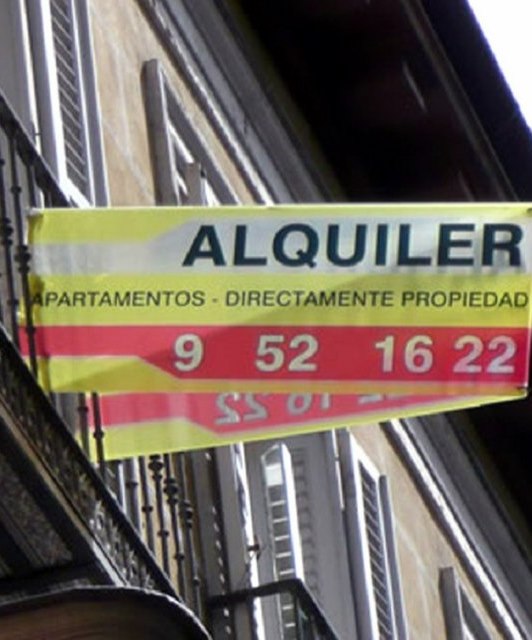 ALQUILER
APARTAMENTOS - DIRECTAMENTE PROPIEDAD
9 52 16 22